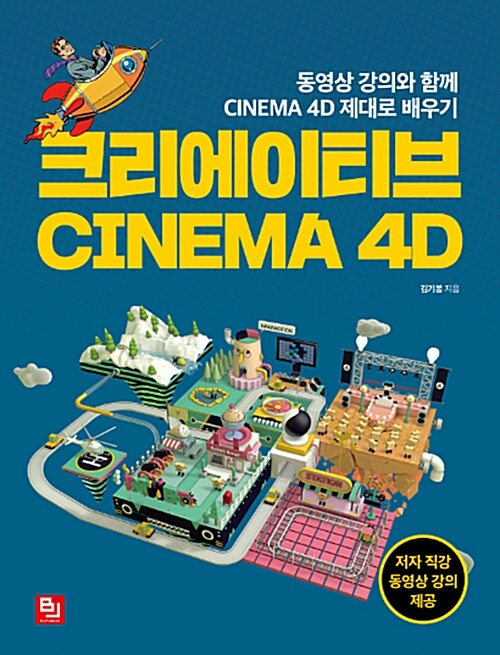 동영상 강의와 함께
CINEMA 4D 제대로 배우기
크리에이티브
CINEMA 4D
김기봉 지음
STATION
저자 직강
동영상 강의
제공
BJ